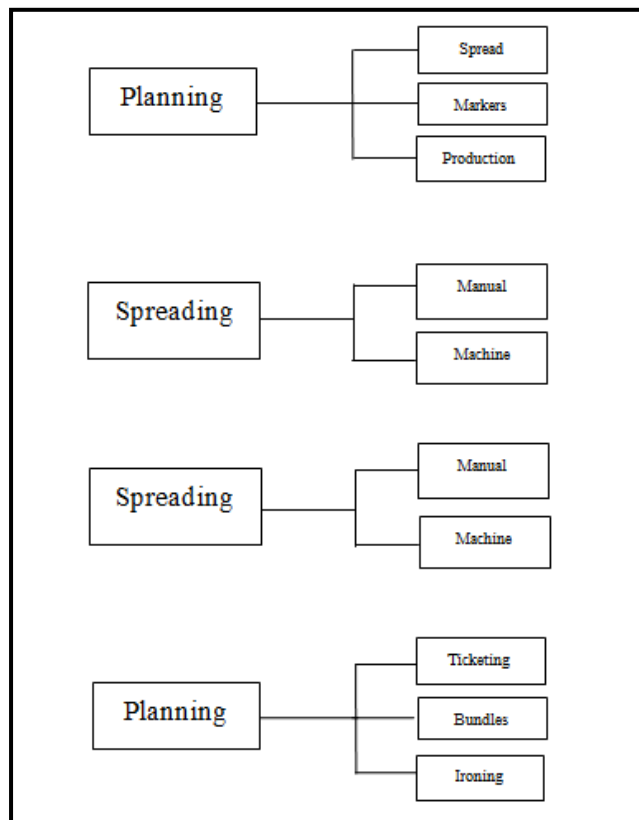 Planning
Spread
Markers
Production
Spreading
Manual
Machine
Spreading
Manual
Machine
Planning
Ticketing
Bundles
Ironing